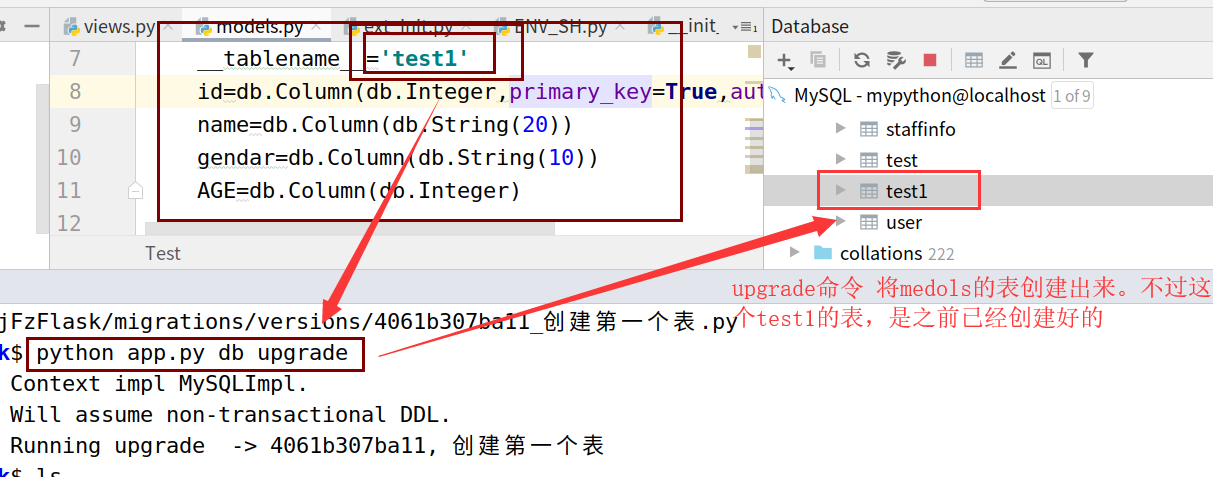 views.py models.py ext_init.py ENV_SH.py __init_ Database
7 __tablename__='test1'
8 id=db.Column(db.Integer,primary_key=True,aut
9 name=db.Column(db.String(20))
10 gendar=db.Column(db.String(10))
11 AGE=db.Column(db.Integer)
12
Test
MySQL - mypython@localhost 1 of 9
staffinfo
test
test1
user
collations 222
upgrade命令 将medols的表创建出来。不过这
个test1的表，是之前已经创建好的
jFzFlask/migrations/versions/4061b307ba11_创建第一个表.py
k$ python app.py db upgrade
Context impl MySQLImpl.
Will assume non-transactional DDL.
Running upgrade -> 4061b307ba11, 创建第一个表
k$ ls